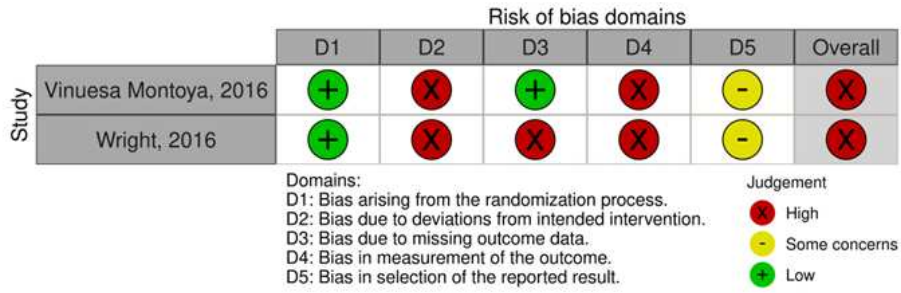 Risk of bias domains
D1 D2 D3 D4 D5 Overall
Study
Vinuesa Montoya, 2016 + X + X - X
Wright, 2016 + X X X - X
Domains:
D1: Bias arising from the randomization process.
D2: Bias due to deviations from intended intervention.
D3: Bias due to missing outcome data.
D4: Bias in measurement of the outcome.
D5: Bias in selection of the reported result.
Judgement
X High
- Some concerns
+ Low